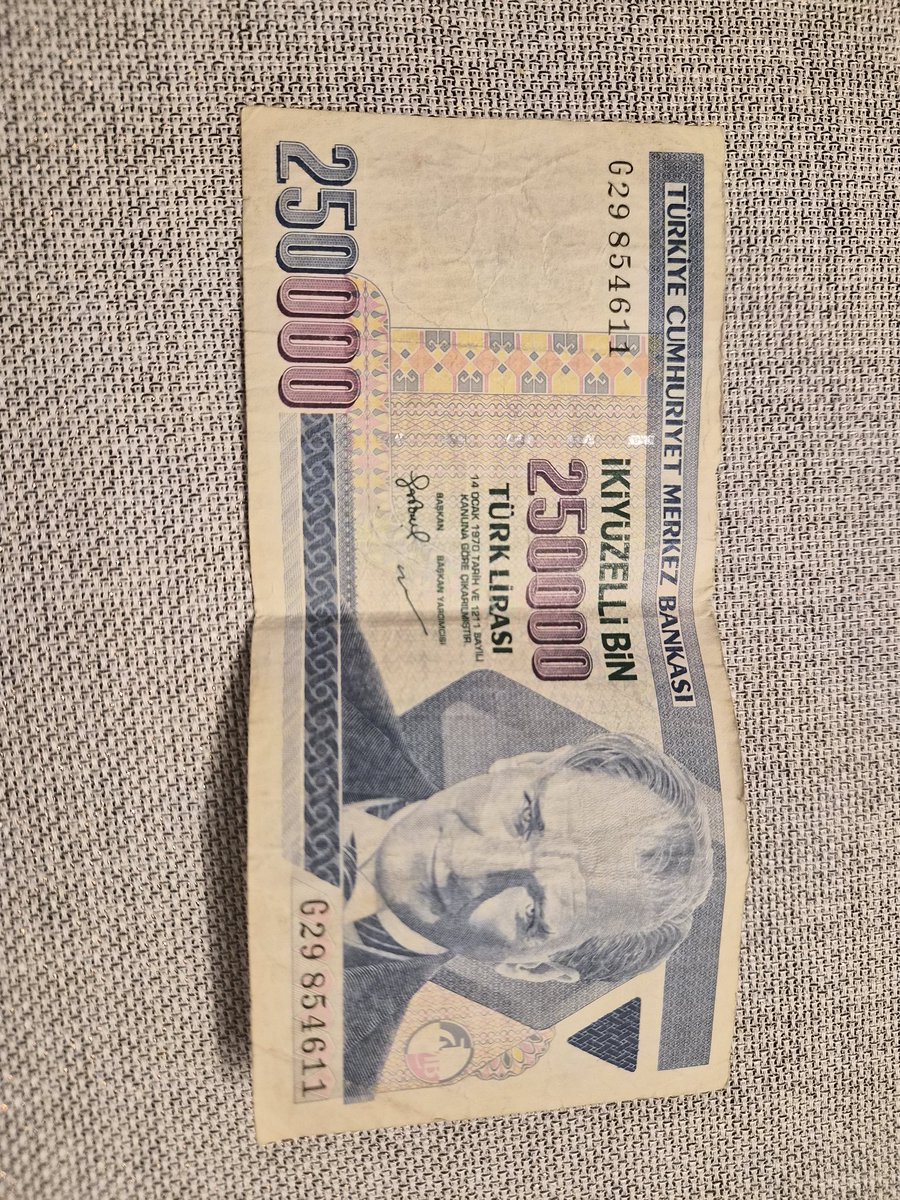 TÜRKİYE CUMHURİYET MERKEZ BANKASI
G29 854611
İKİYÜZELLİ BİN
250000
TÜRK LİRASI
14 OCAK 1970 TARİH VE 1211 SAYILI
KANUNA GÖRE ÇIKARILMIŞTIR.
BAŞKAN BAŞKAN YARDIMCISI
250000
G29 854611